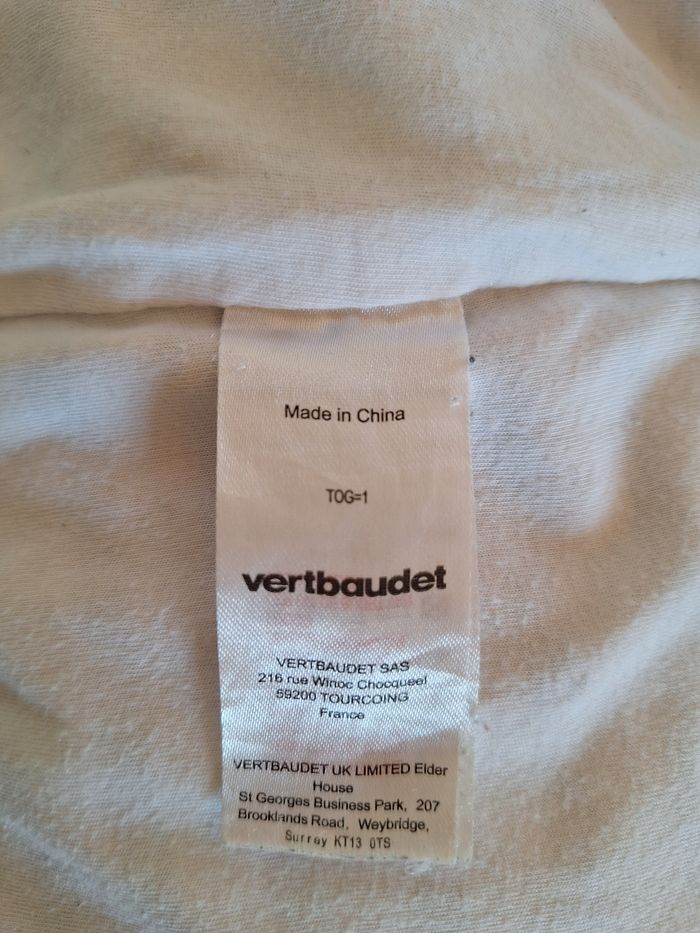 Made in China
TOG=1
vertbaudet
VERTBAUDET SAS
216 rue Winoc Chocqueel
59200 TOURCOING
France
VERTBAUDET UK LIMITED Elder
House
St Georges Business Park, 207
Brooklands Road, Weybridge,
Surrey KT13 0TS